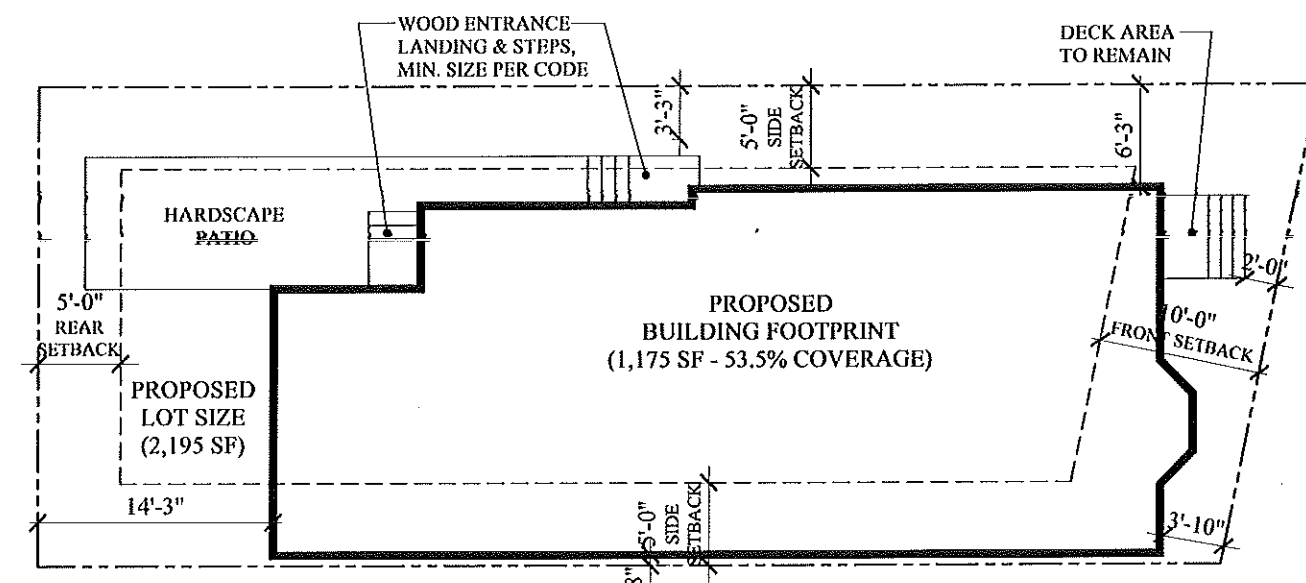 WOOD ENTRANCE
LANDING & STEPS,
MIN. SIZE PER CODE
DECK AREA
TO REMAIN
3'-3"
5'-0"
SIDE
SETBACK
6'-3"
HARDSCAPE
PATIO
2'-0"
5'-0"
REAR
SETBACK
PROPOSED
BUILDING FOOTPRINT
(1,175 SF - 53.5% COVERAGE)
10'-0"
FRONT SETBACK
PROPOSED
LOT SIZE
(2,195 SF)
14'-3"
5'-0"
SIDE
SETBACK
3'-10"